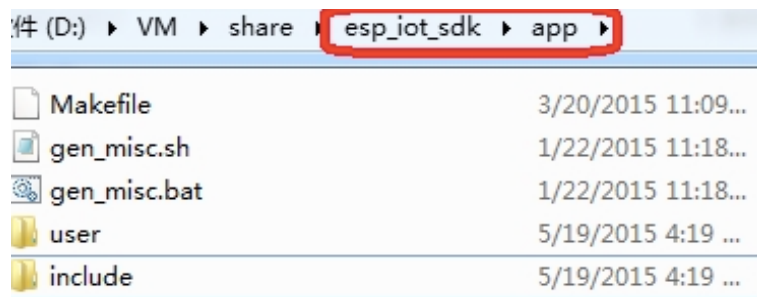 件 (D:) ▸ VM ▸ share ▸ esp_iot_sdk ▸ app ▸
Makefile 3/20/2015 11:09...
gen_misc.sh 1/22/2015 11:18...
gen_misc.bat 1/22/2015 11:18...
user 5/19/2015 4:19 ...
include 5/19/2015 4:19 ...